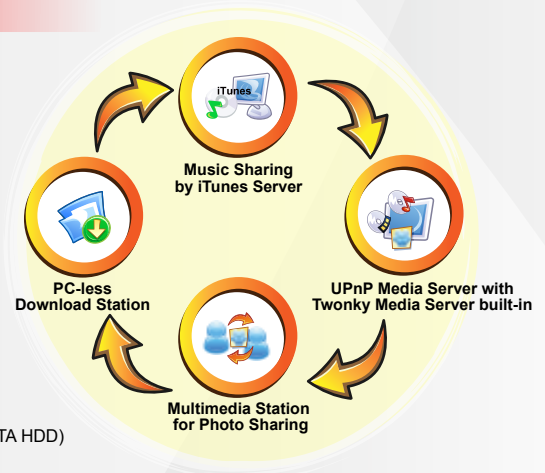 iTunes
Music Sharing
by iTunes Server
PC-less
Download Station
UPnP Media Server with
Twonky Media Server built-in
Multimedia Station
for Photo Sharing
TA HDD)